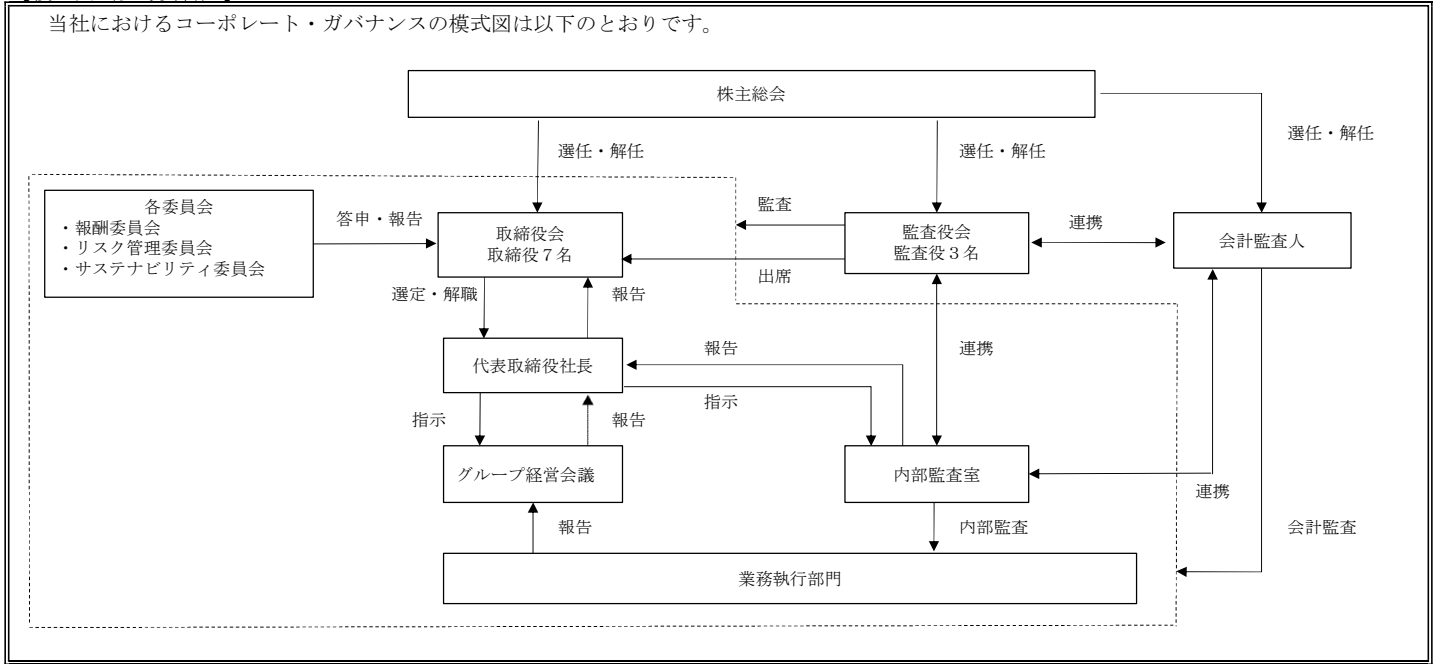 当社におけるコーポレート・ガバナンスの模式図は以下のとおりです。
株主総会
選任・解任
選任・解任
選任・解任
各委員会
・報酬委員会
・リスク管理委員会
・サステナビリティ委員会
答申・報告
取締役会
取締役７名
監査
出席
監査役会
監査役３名
連携
会計監査人
選定・解職
報告
代表取締役社長
報告
指示
連携
指示
報告
グループ経営会議
内部監査室
連携
報告
内部監査
会計監査
業務執行部門